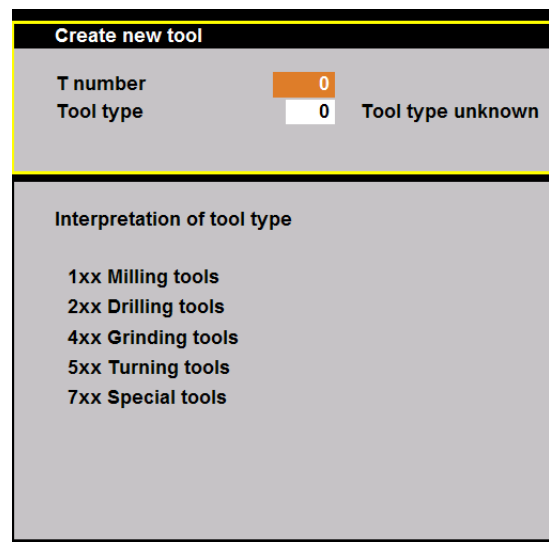 Create new tool
T number 0
Tool type 0 Tool type unknown
Interpretation of tool type
1xx Milling tools
2xx Drilling tools
4xx Grinding tools
5xx Turning tools
7xx Special tools